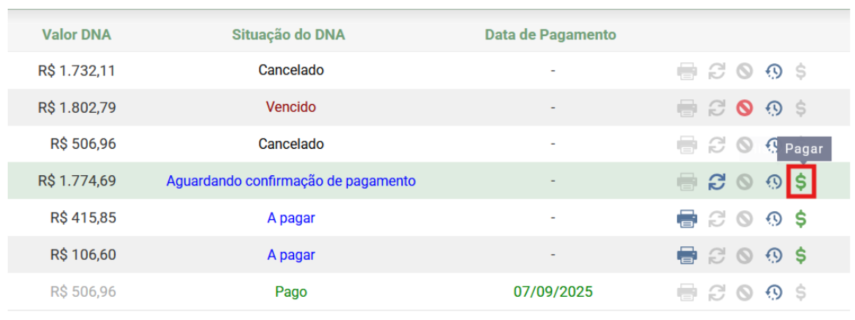 Valor DNA Situação do DNA Data de Pagamento
R$ 1.732,11 Cancelado -
R$ 1.802,79 Vencido -
R$ 506,96 Cancelado -
Pagar
R$ 1.774,69 Aguardando confirmação de pagamento -
R$ 415,85 A pagar -
R$ 106,60 A pagar -
R$ 506,96 Pago 07/09/2025